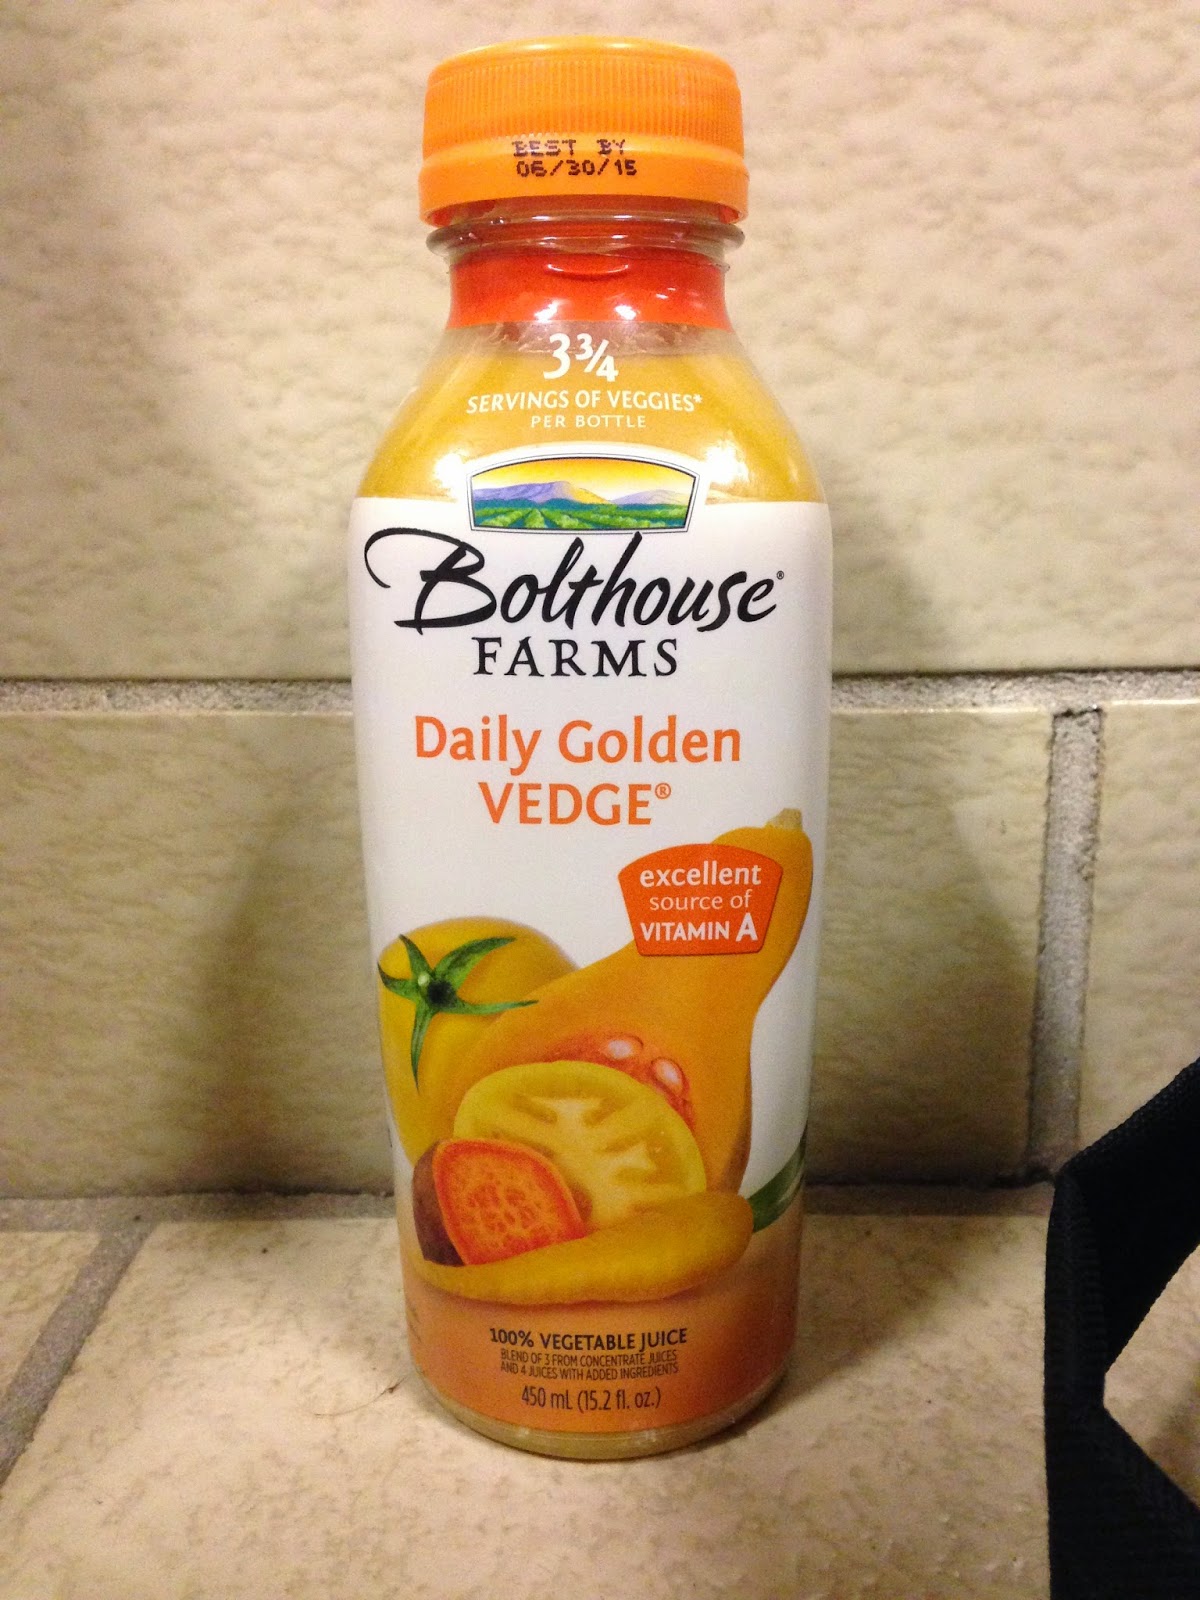 BEST BY
06/30/15
3¾
SERVINGS OF VEGGIES*
PER BOTTLE
Bolthouse®
FARMS
Daily Golden
VEDGE®
excellent
source of
VITAMIN A
100% VEGETABLE JUICE
BLEND OF 3 FROM CONCENTRATE JUICES
AND 4 JUICES WITH ADDED INGREDIENTS
450 mL (15.2 fl. oz.)